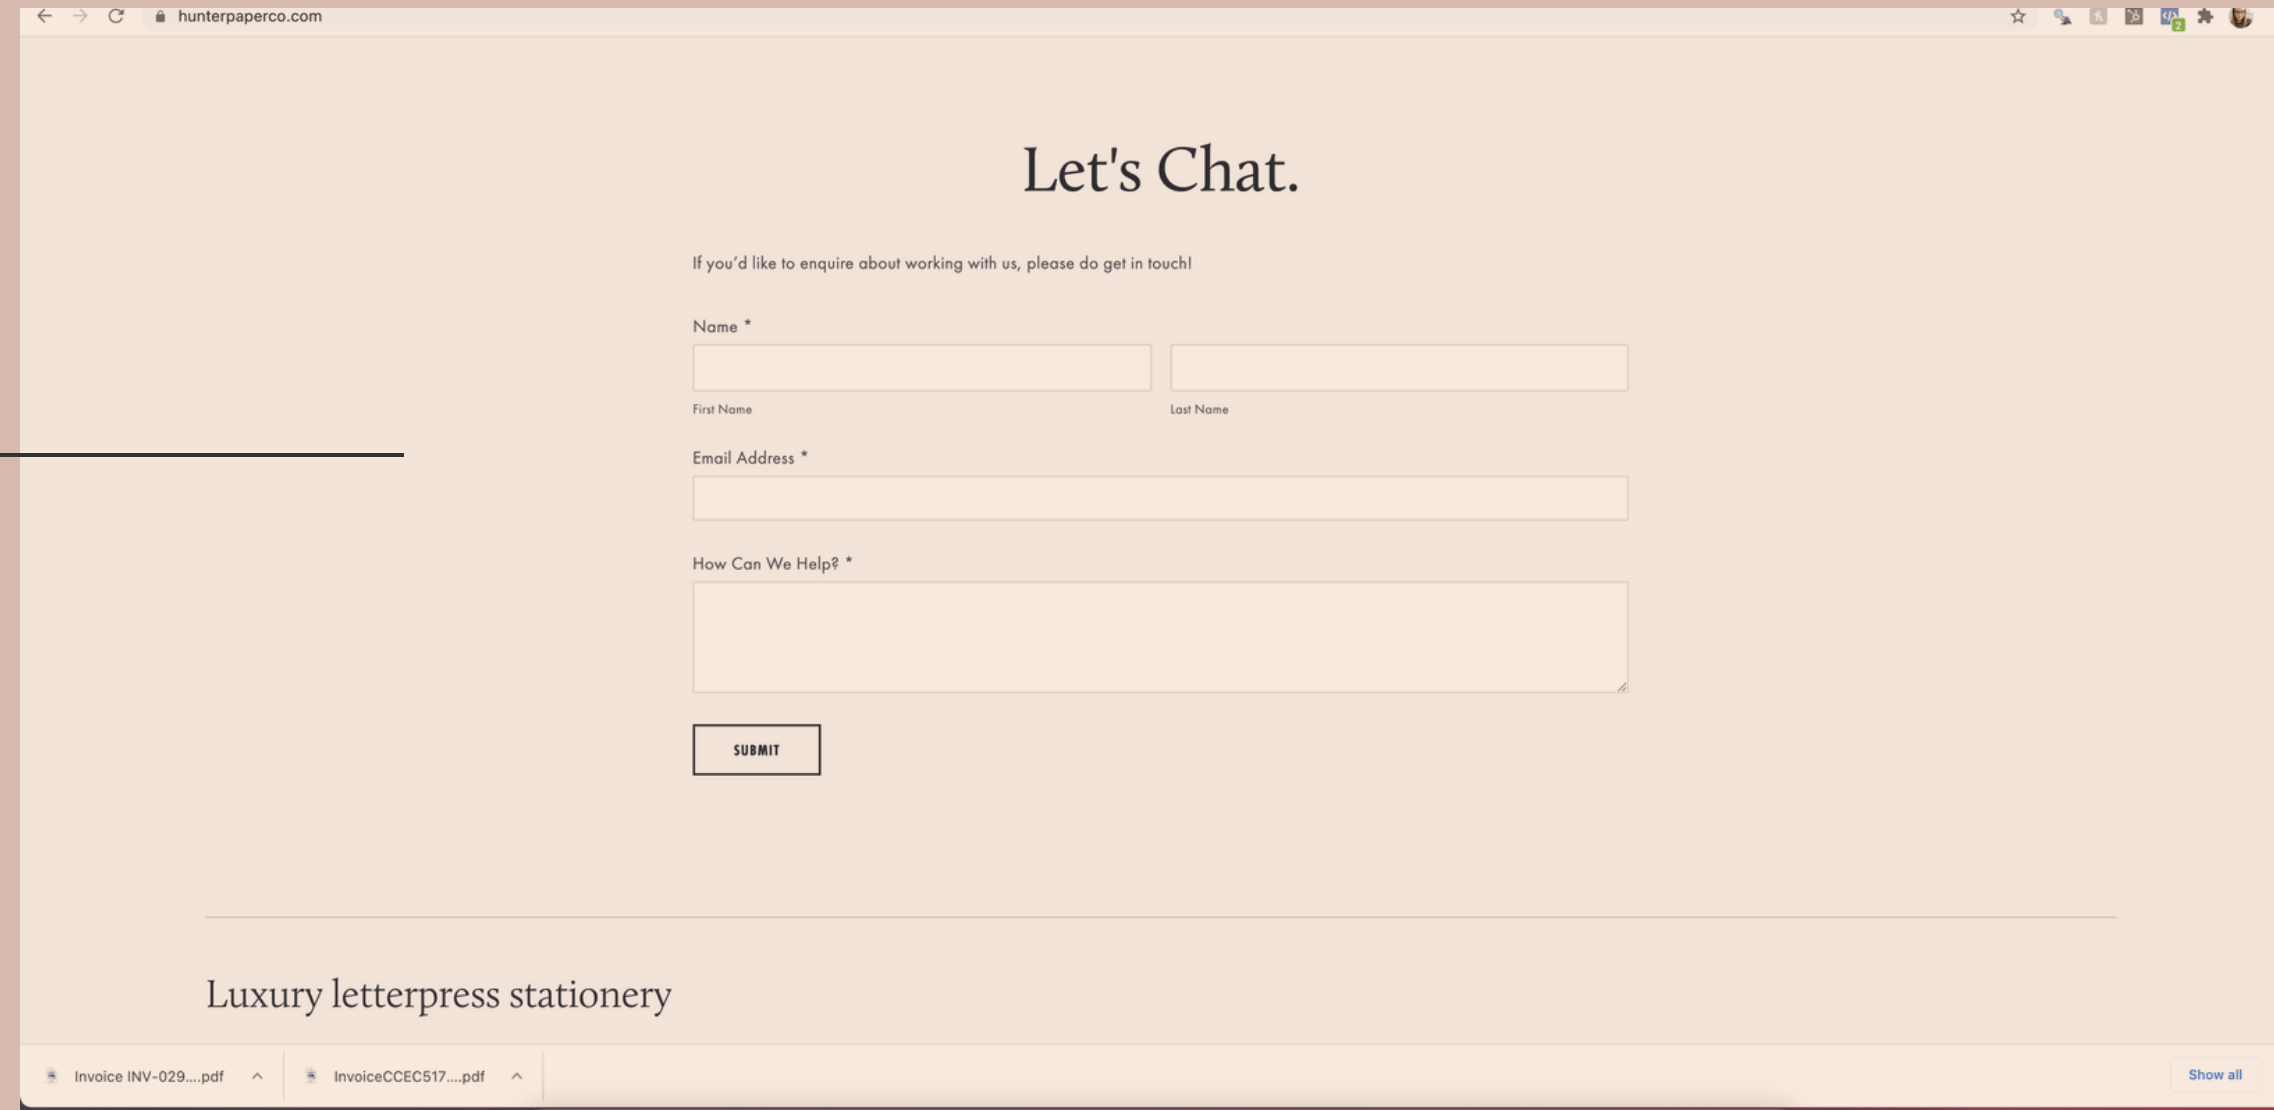 hunterpaperco.com
2
Let's Chat.
If you’d like to enquire about working with us, please do get in touch!
Name *
First Name
Last Name
Email Address *
How Can We Help? *
SUBMIT
Luxury letterpress stationery
Invoice INV-029....pdf
InvoiceCCEC517....pdf
Show all